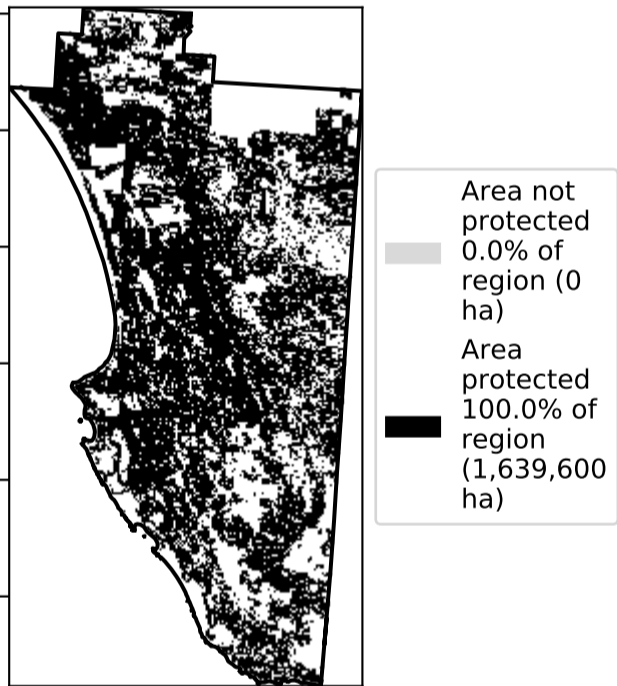 Area not
protected
0.0% of
region (0
ha)
Area
protected
100.0% of
region
(1,639,600
ha)